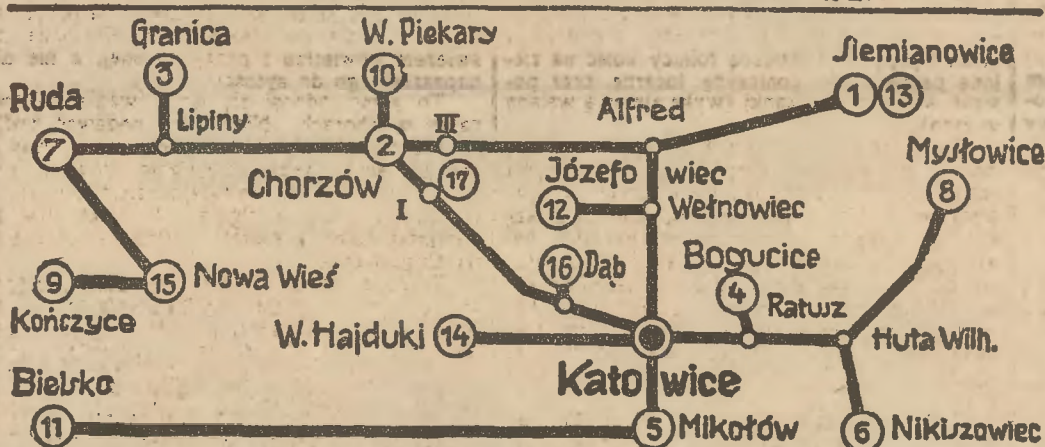 Granica
W. Piekary
Siemianowice
3
10
1 13
Ruda
Lipiny
III
Alfred
Mysłowice
7
2
Chorzów
17
Józefo wiec
8
I
12
Wełnowiec
16 Dąb
Bogucice
9
15 Nowa Wieś
4
Ratusz
Kończyce
W. Hajduki 14
Huta Wilh.
Bielsko
Kato wice
11
5 Mikołów
6 Nikiszowiec